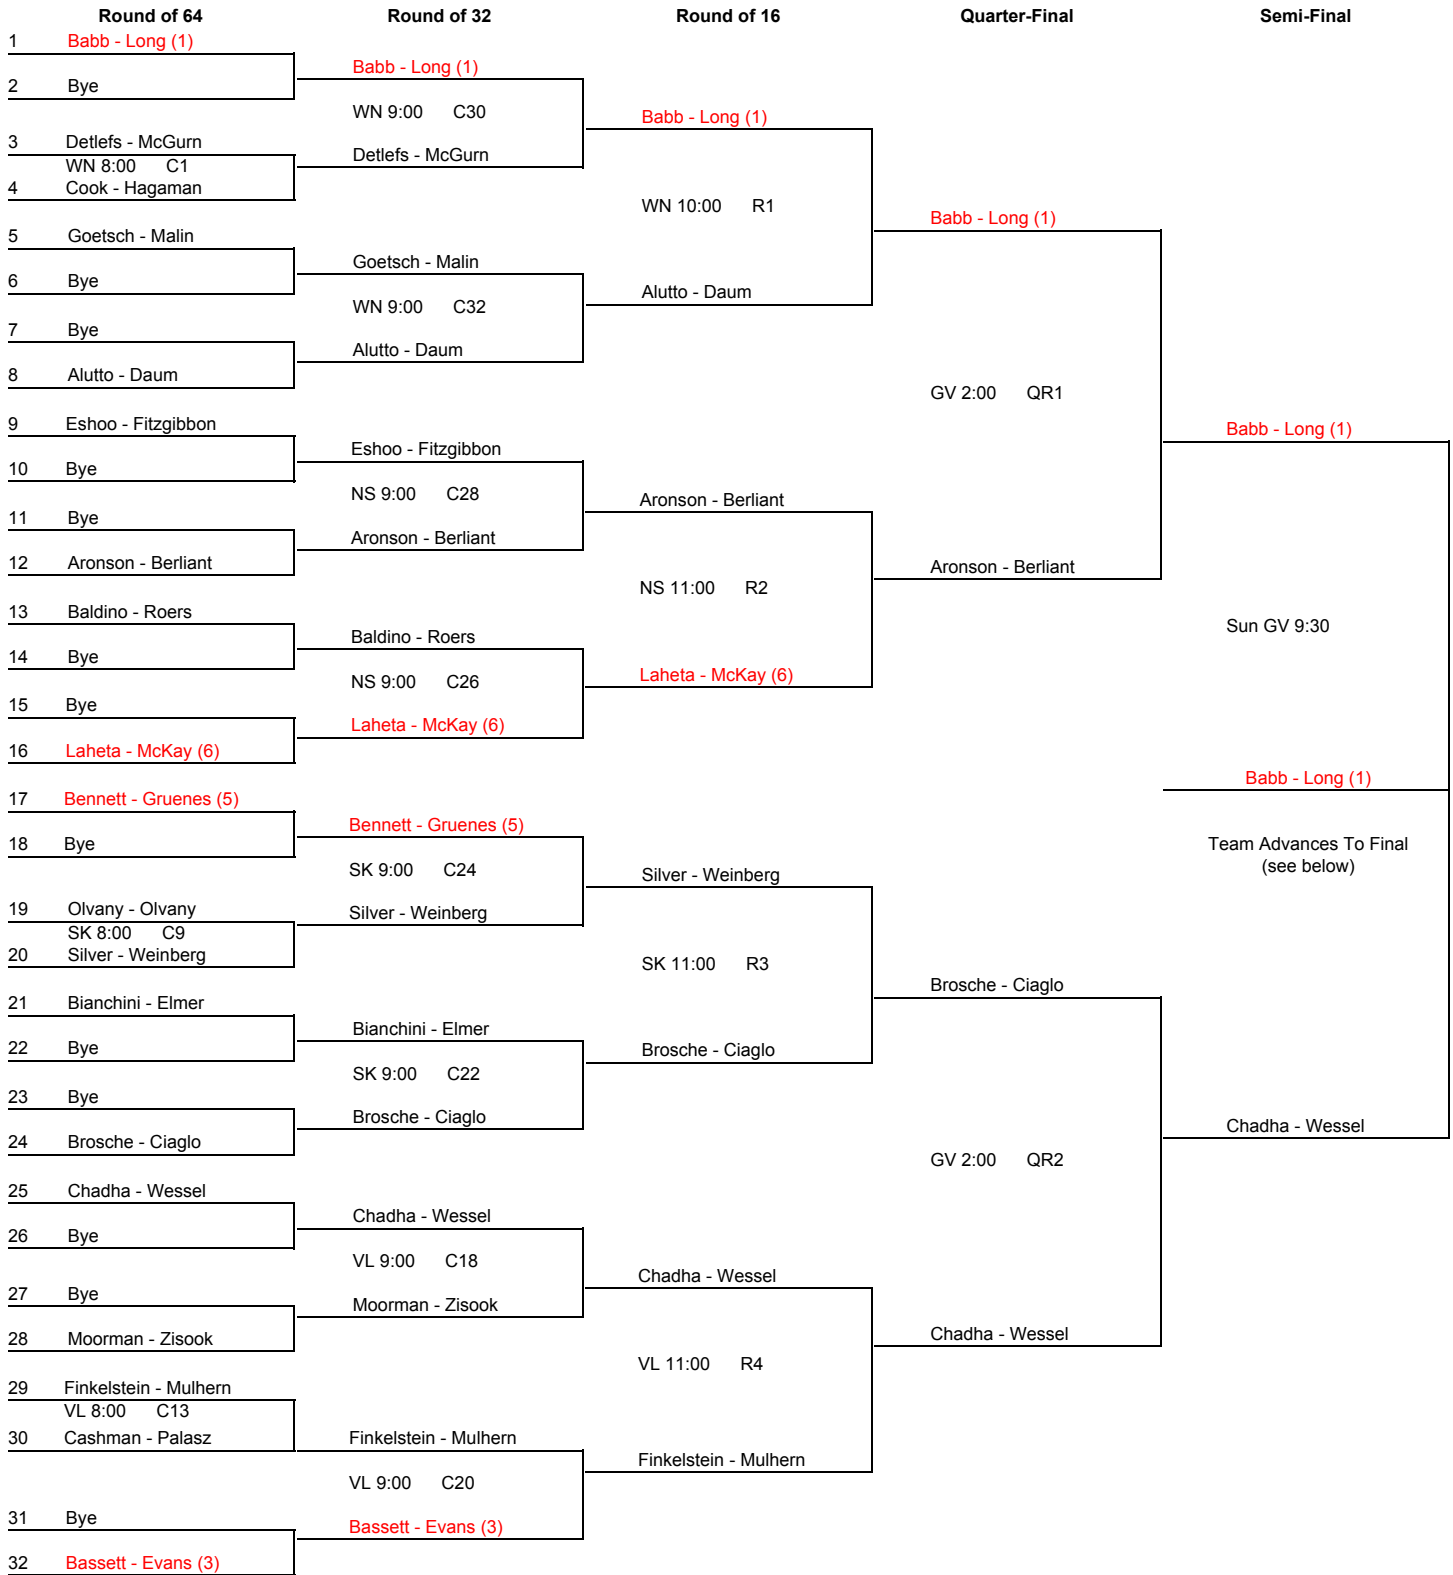 Round of 64 Round of 32 Round of 16 Quarter-Final Semi-Final
1 Babb - Long (1)
Babb - Long (1)
2 Bye
WN 9:00 C30
Babb - Long (1)
3 Detlefs - McGurn
Detlefs - McGurn
WN 8:00 C1
4 Cook - Hagaman
WN 10:00 R1
Babb - Long (1)
5 Goetsch - Malin
Goetsch - Malin
6 Bye
Alutto - Daum
WN 9:00 C32
7 Bye
Alutto - Daum
8 Alutto - Daum
GV 2:00 QR1
9 Eshoo - Fitzgibbon
Babb - Long (1)
Eshoo - Fitzgibbon
10 Bye
NS 9:00 C28
Aronson - Berliant
11 Bye
Aronson - Berliant
12 Aronson - Berliant
Aronson - Berliant
NS 11:00 R2
13 Baldino - Roers
Sun GV 9:30
Baldino - Roers
14 Bye
Laheta - McKay (6)
NS 9:00 C26
15 Bye
Laheta - McKay (6)
16 Laheta - McKay (6)
Babb - Long (1)
17 Bennett - Gruenes (5)
Bennett - Gruenes (5)
18 Bye
Team Advances To Final
(see below)
SK 9:00 C24
Silver - Weinberg
19 Olvany - Olvany
Silver - Weinberg
SK 8:00 C9
20 Silver - Weinberg
SK 11:00 R3
Brosche - Ciaglo
21 Bianchini - Elmer
Bianchini - Elmer
22 Bye
Brosche - Ciaglo
SK 9:00 C22
23 Bye
Brosche - Ciaglo
Chadha - Wessel
24 Brosche - Ciaglo
GV 2:00 QR2
25 Chadha - Wessel
Chadha - Wessel
26 Bye
VL 9:00 C18
Chadha - Wessel
27 Bye
Moorman - Zisook
28 Moorman - Zisook
Chadha - Wessel
VL 11:00 R4
29 Finkelstein - Mulhern
VL 8:00 C13
30 Cashman - Palasz
Finkelstein - Mulhern
Finkelstein - Mulhern
VL 9:00 C20
31 Bye
Bassett - Evans (3)
32 Bassett - Evans (3)